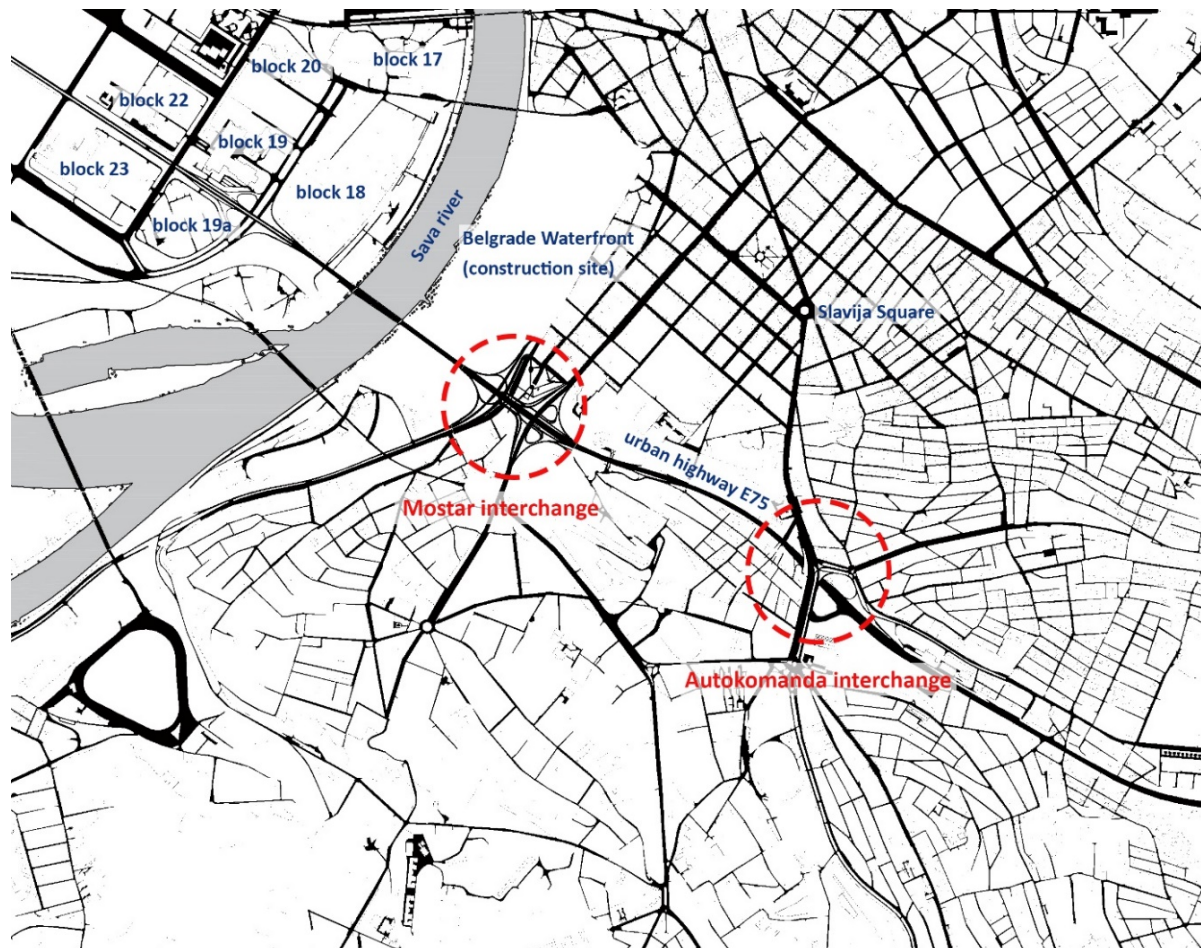 block 17
block 20
block 22
block 19
block 23
block 18
block 19a
Sava river
Belgrade Waterfront
(construction site)
Slavija Square
urban highway E75
Mostar interchange
Autokomanda interchange